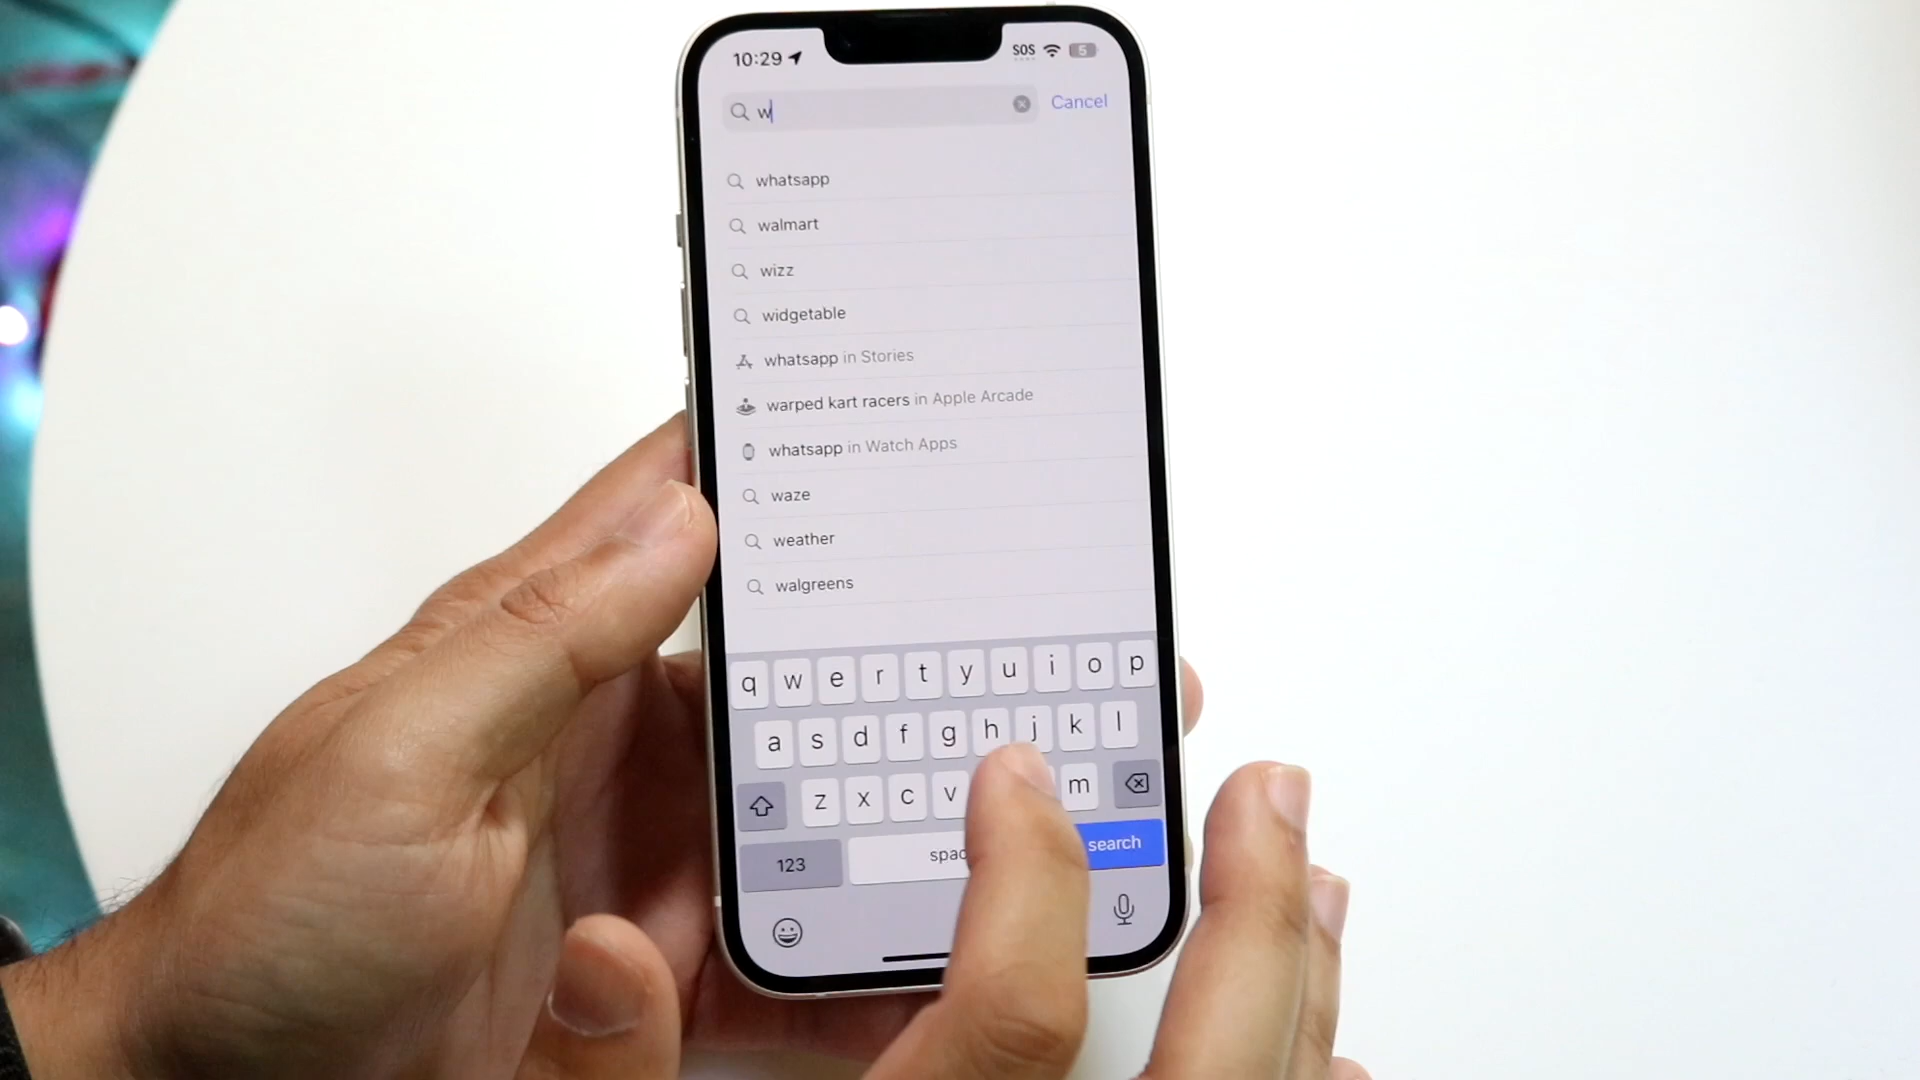 10:29 SOS 5
w Cancel
whatsapp
walmart
wizz
widgetable
whatsapp in Stories
warped kart racers in Apple Arcade
whatsapp in Watch Apps
waze
weather
walgreens
q w e r t y u i o p
a s d f g h j k l
z x c v m
123 spac search